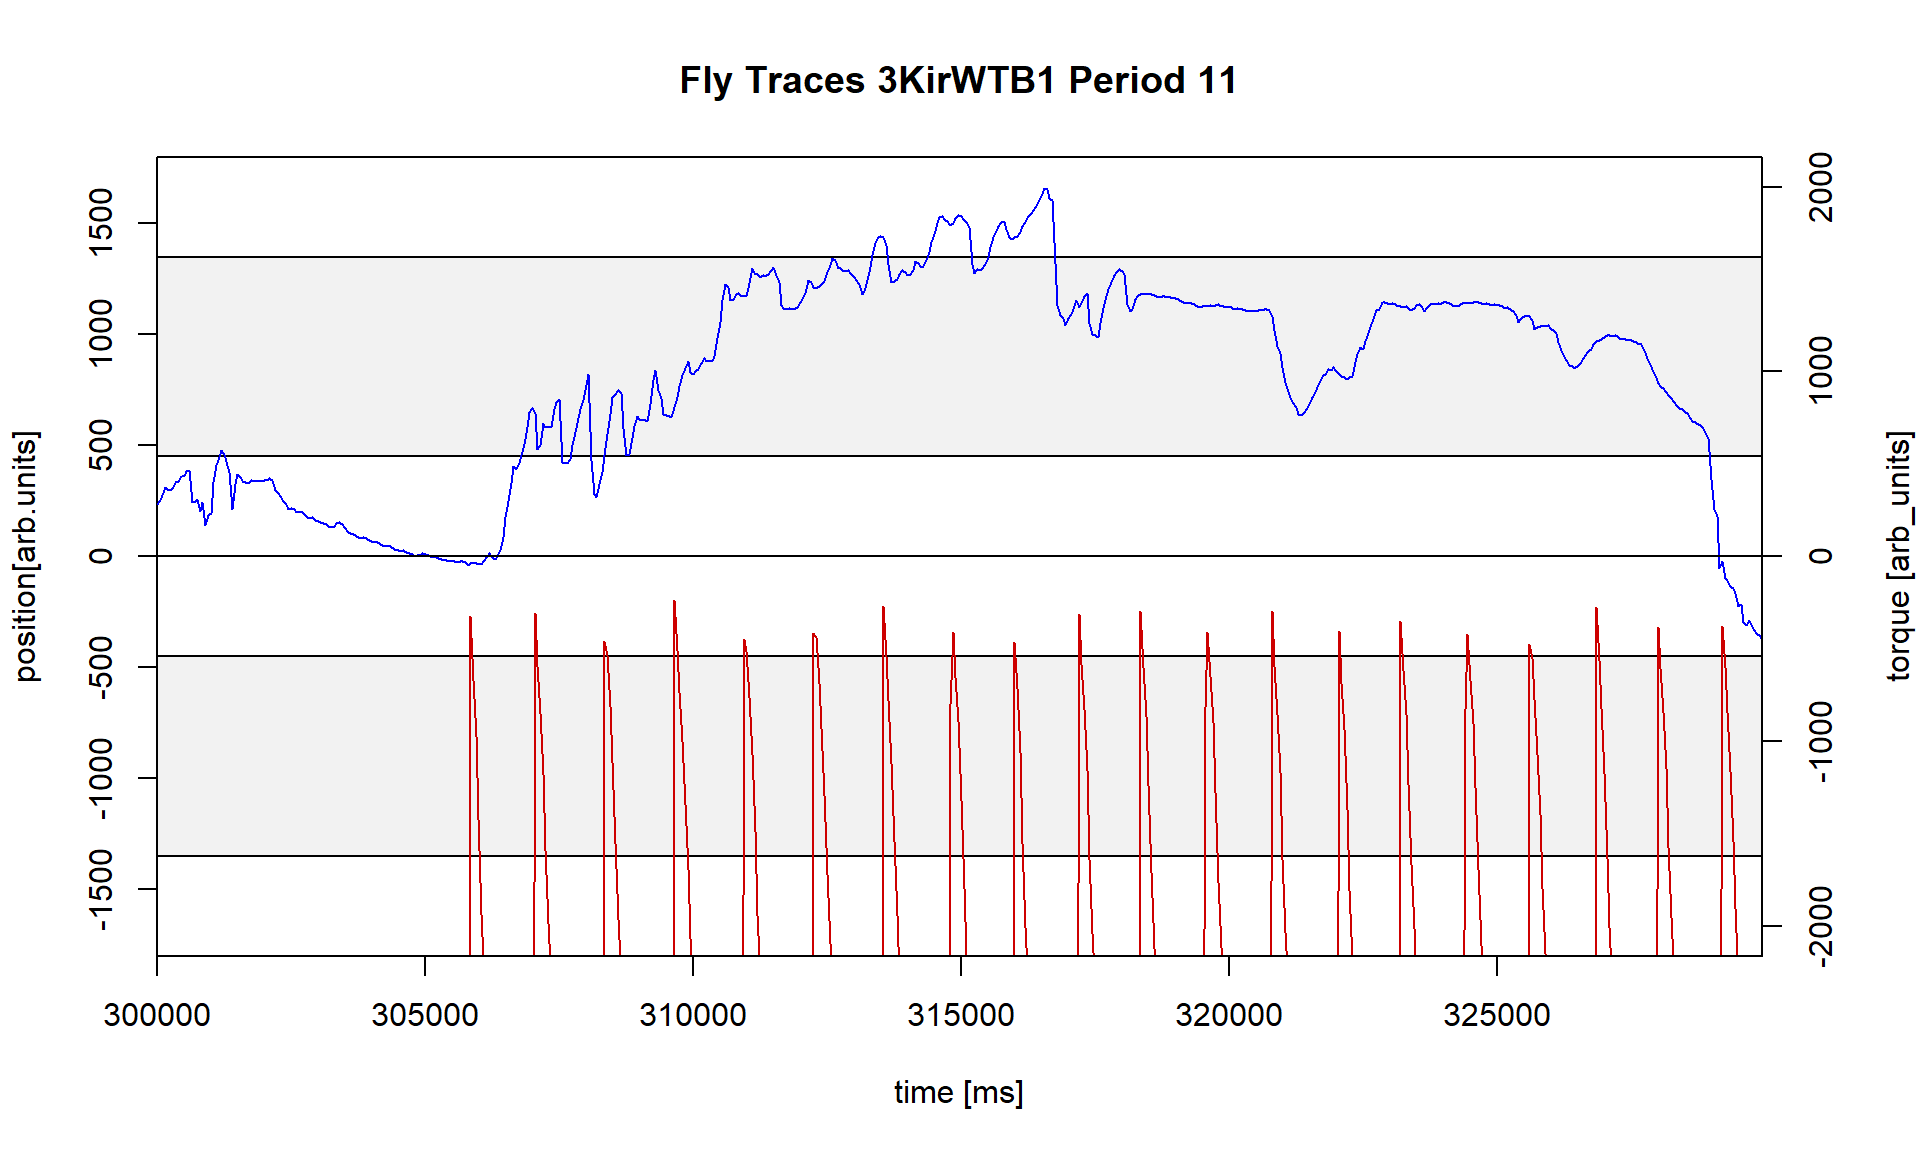 Fly Traces 3KirWTB1 Period 11
position[arb.units]
1500
1000
500
0
-500
-1000
-1500
2000
1000
0
-1000
-2000
torque [arb_units]
300000 305000 310000 315000 320000 325000
time [ms]